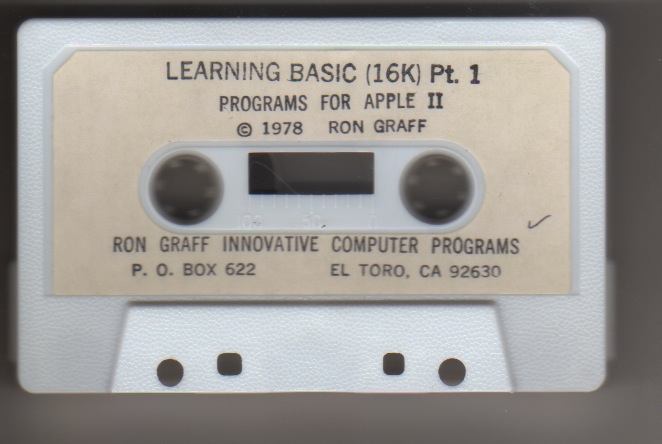 LEARNING BASIC (16K) Pt. 1
PROGRAMS FOR APPLE II
© 1978 RON GRAFF
RON GRAFF INNOVATIVE COMPUTER PROGRAMS
P. O. BOX 622 EL TORO, CA 92630